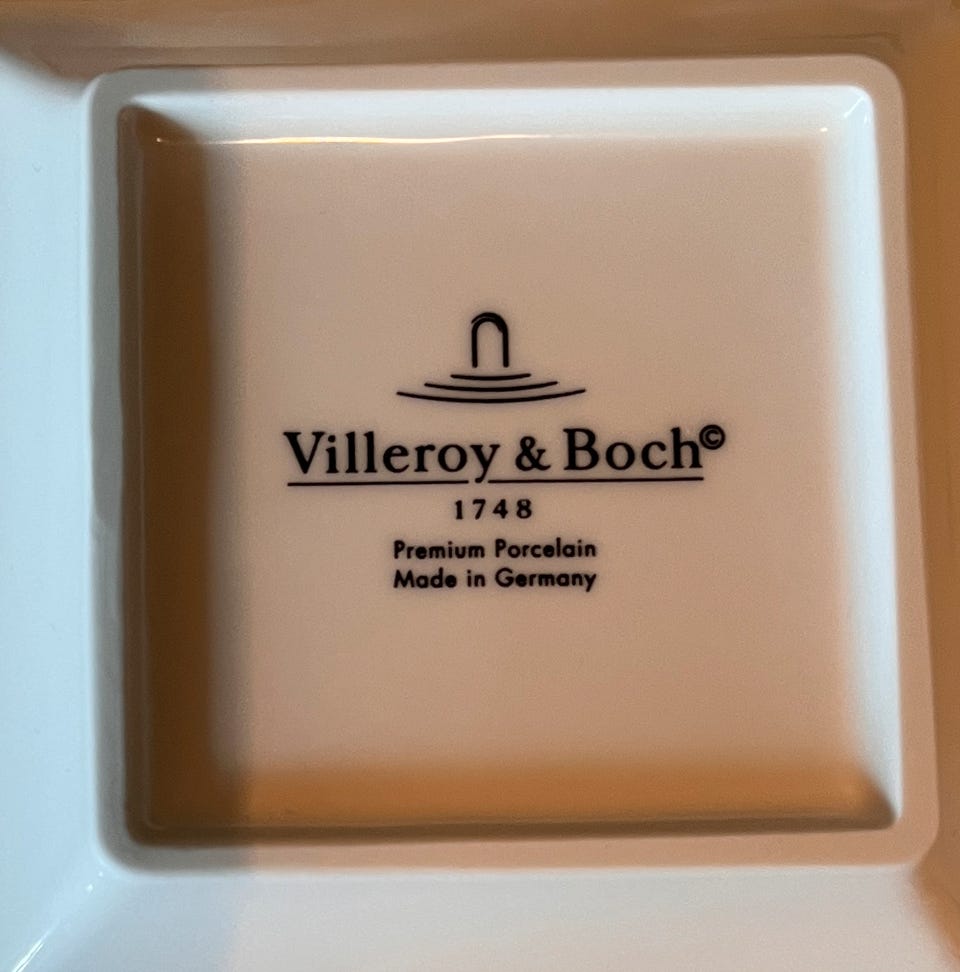 Villeroy & Boch©
1748
Premium Porcelain
Made in Germany